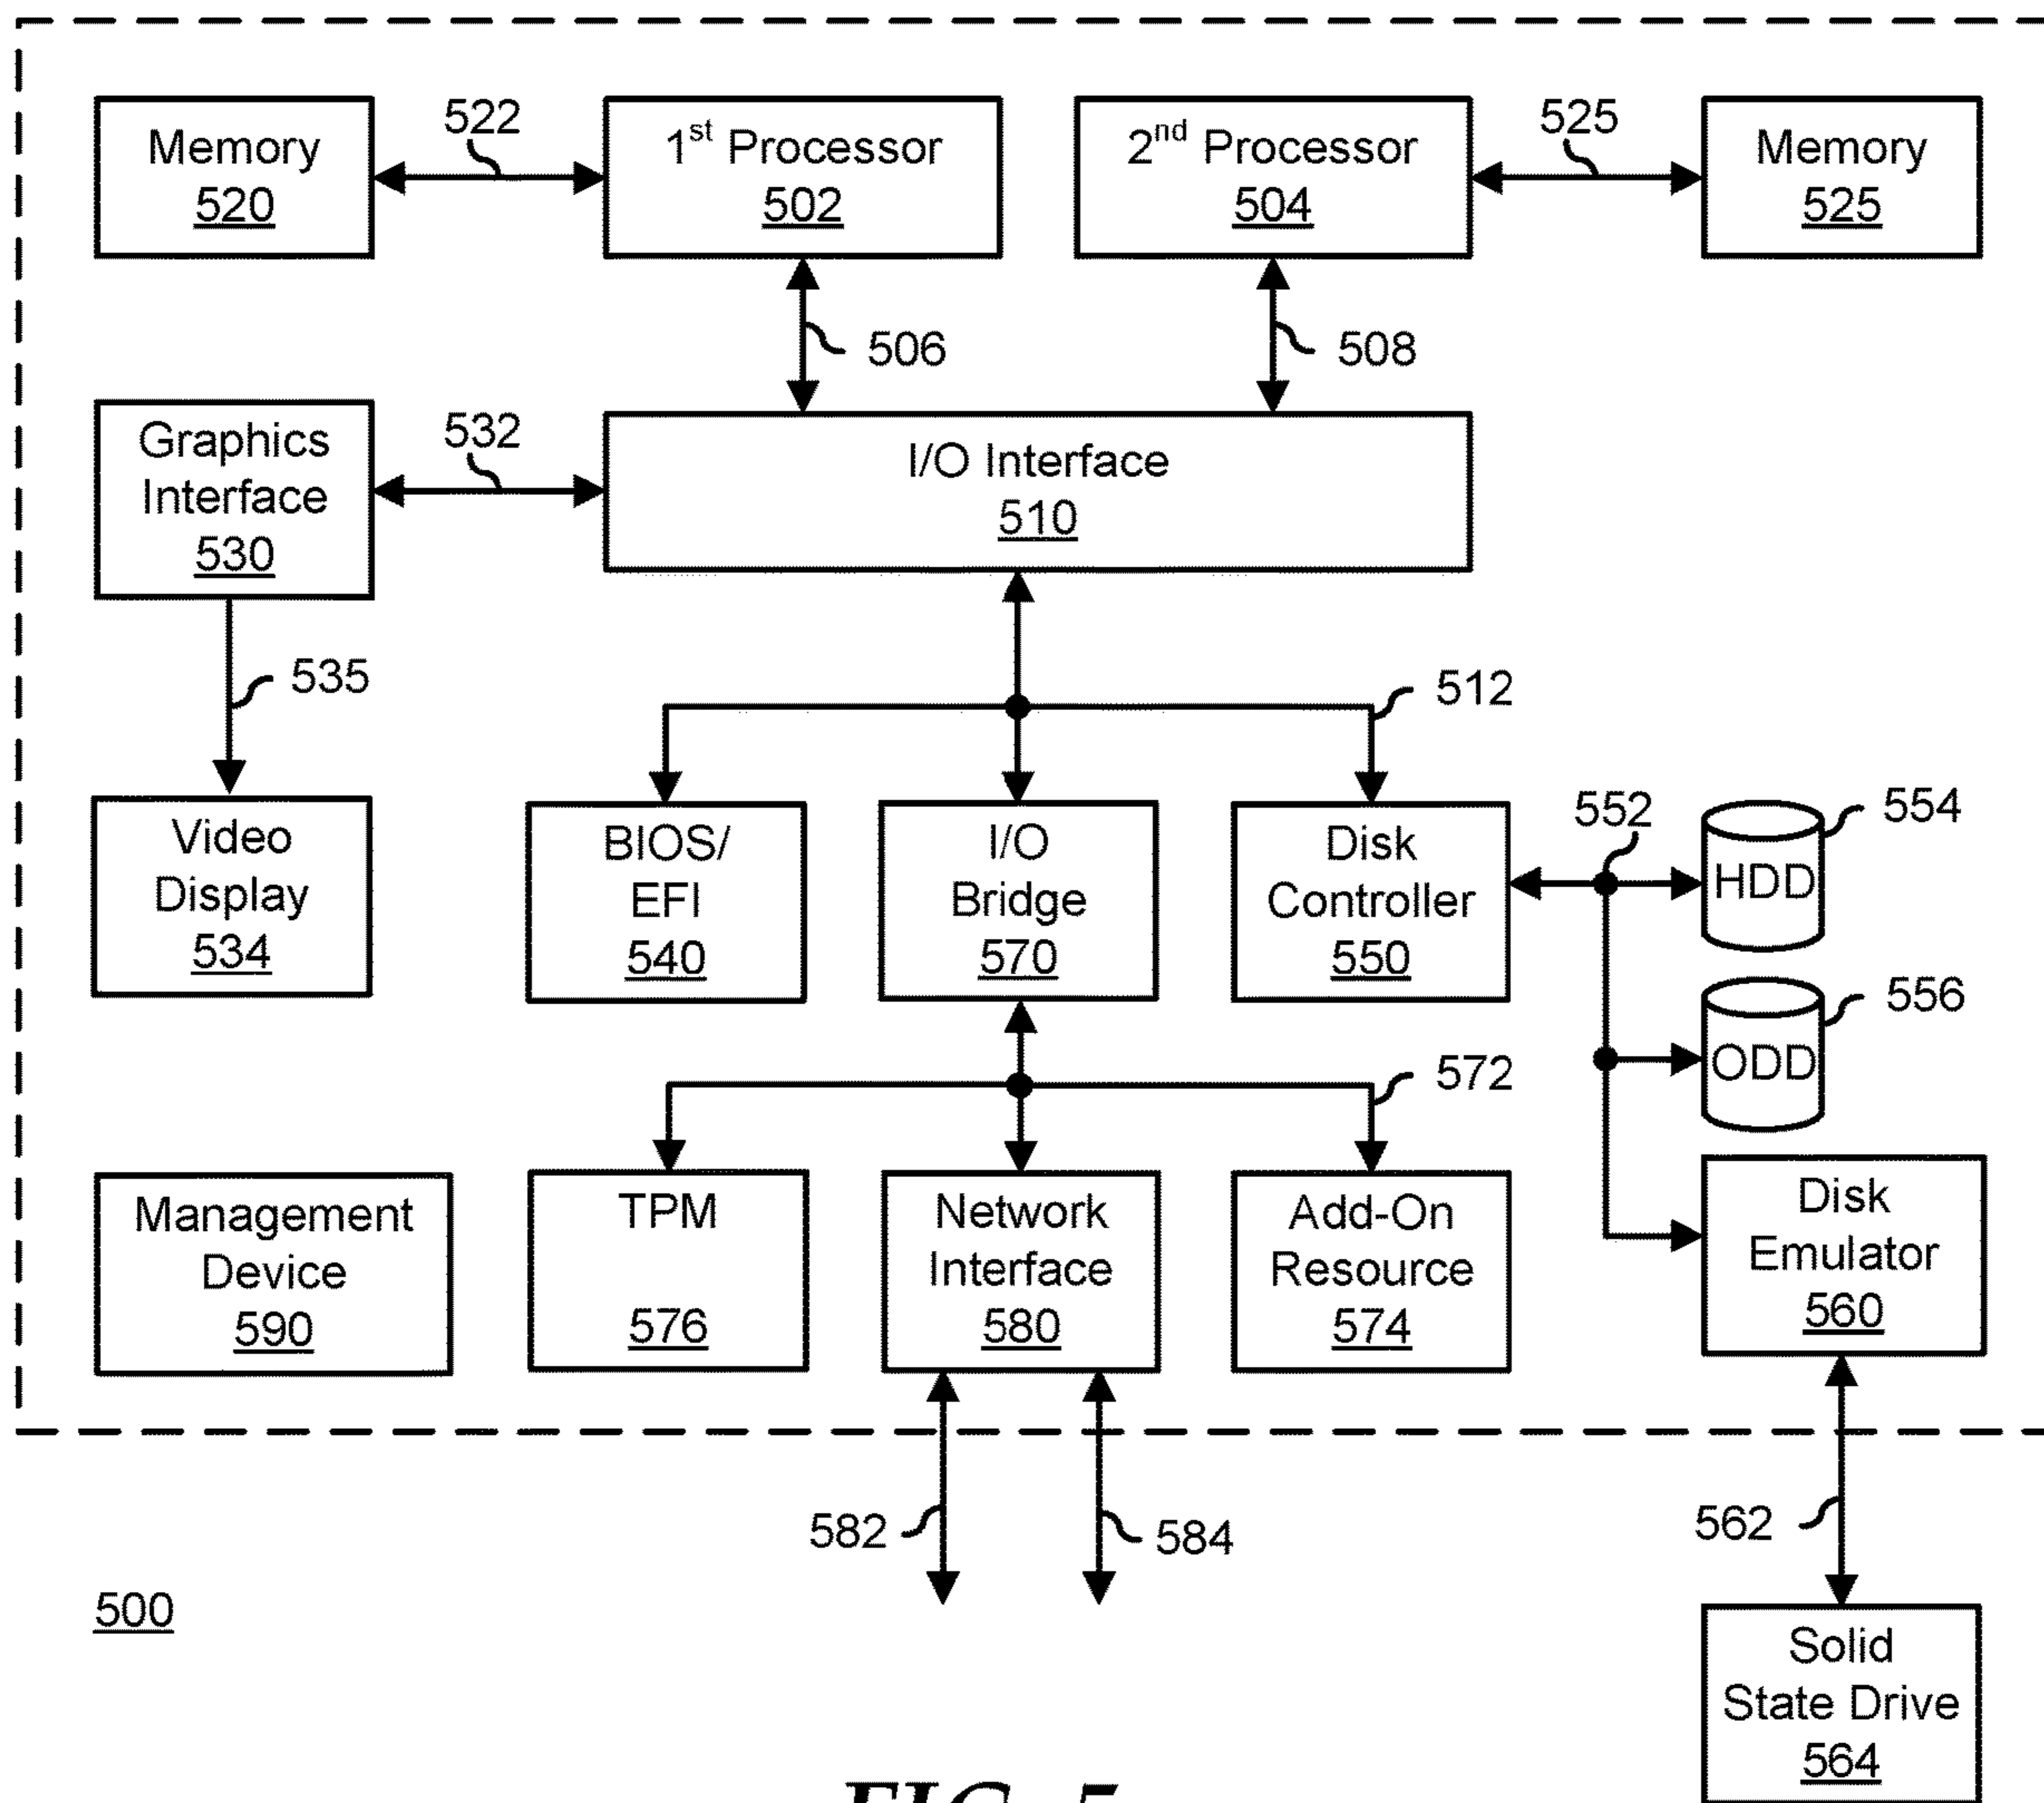 Memory
520
522
1st Processor
502
2nd Processor
504
525
Memory
525
506
508
Graphics
Interface
530
532
I/O Interface
510
535
512
Video
Display
534
BIOS/
EFI
540
I/O
Bridge
570
Disk
Controller
550
552
HDD
554
ODD
556
572
Management
Device
590
TPM
576
Network
Interface
580
Add-On
Resource
574
Disk
Emulator
560
582
584
562
500
Solid
State Drive
564
FIG. 5